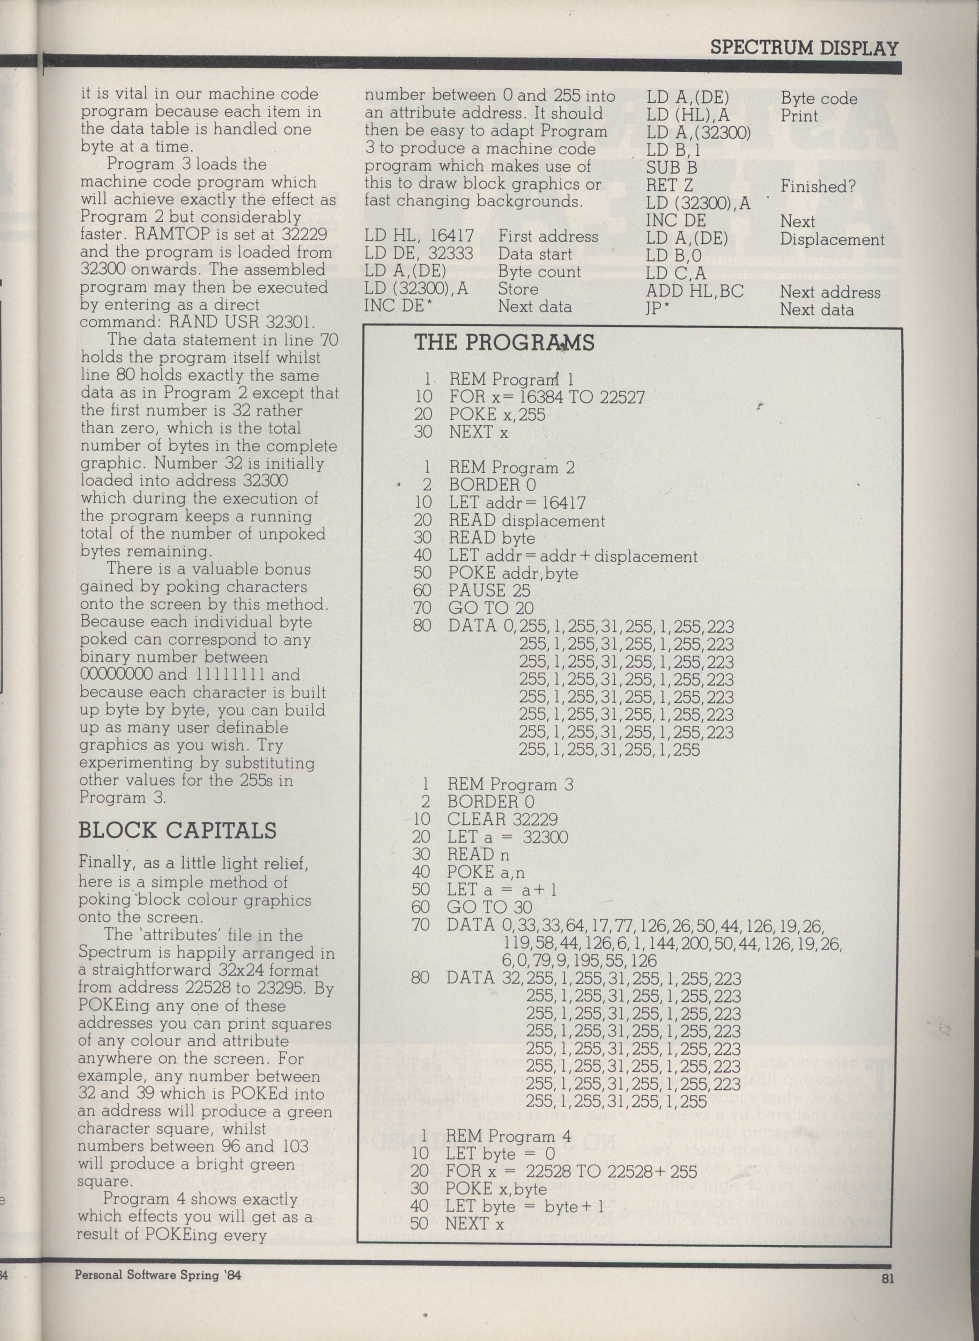 SPECTRUM DISPLAY
it is vital in our machine code
program because each item in
the data table is handled one
byte at a time.
Program 3 loads the
machine code program which
will achieve exactly the effect as
Program 2 but considerably
faster. RAMTOP is set at 32229
and the program is loaded from
32300 onwards. The assembled
program may then be executed
by entering as a direct
command: RAND USR 32301.
The data statement in line 70
holds the program itself whilst
line 80 holds exactly the same
data as in Program 2 except that
the first number is 32 rather
than zero, which is the total
number of bytes in the complete
graphic. Number 32 is initially
loaded into address 32300
which during the execution of
the program keeps a running
total of the number of unpoked
bytes remaining.
There is a valuable bonus
gained by poking characters
onto the screen by this method.
Because each individual byte
poked can correspond to any
binary number between
00000000 and 11111111 and
because each character is built
up byte by byte, you can build
up as many user definable
graphics as you wish. Try
experimenting by substituting
other values for the 255s in
Program 3.
BLOCK CAPITALS
Finally, as a little light relief,
here is a simple method of
poking block colour graphics
onto the screen.
The 'attributes' file in the
Spectrum is happily arranged in
a straightforward 32x24 format
from address 22528 to 23295. By
POKEing any one of these
addresses you can print squares
of any colour and attribute
anywhere on the screen. For
example, any number between
32 and 39 which is POKEd into
an address will produce a green
character square, whilst
numbers between 96 and 103
will produce a bright green
square.
Program 4 shows exactly
which effects you will get as a
result of POKEing every
number between 0 and 255 into
an attribute address. It should
then be easy to adapt Program
3 to produce a machine code
program which makes use of
this to draw block graphics or
fast changing backgrounds.
LD HL, 16417 First address
LD DE, 32333 Data start
LD A,(DE) Byte count
LD (32300),A Store
INC DE* Next data
LD A,(DE) Byte code
LD (HL),A Print
LD A,(32300)
LD B,1
SUB B
RET Z Finished?
LD (32300),A
INC DE Next
LD A,(DE) Displacement
LD B,0
LD C,A
ADD HL,BC Next address
JP* Next data
THE PROGRAMS
1 REM Program 1
10 FOR x= 16384 TO 22527
20 POKE x,255
30 NEXT x
1 REM Program 2
2 BORDER 0
10 LET addr=16417
20 READ displacement
30 READ byte
40 LET addr=addr+displacement
50 POKE addr,byte
60 PAUSE 25
70 GO TO 20
80 DATA 0,255,1,255,31,255,1,255,223
255,1,255,31,255,1,255,223
255,1,255,31,255,1,255,223
255,1,255,31,255,1,255,223
255,1,255,31,255,1,255,223
255,1,255,31,255,1,255,223
255,1,255,31,255,1,255,223
255,1,255,31,255,1,255
1 REM Program 3
2 BORDER 0
10 CLEAR 32229
20 LET a = 32300
30 READ n
40 POKE a,n
50 LET a = a+1
60 GO TO 30
70 DATA 0,33,33,64,17,77,126,26,50,44,126,19,26,
119,58,44,126,6,1,144,200,50,44,126,19,26,
6,0,79,9,195,55,126
80 DATA 32,255,1,255,31,255,1,255,223
255,1,255,31,255,1,255,223
255,1,255,31,255,1,255,223
255,1,255,31,255,1,255,223
255,1,255,31,255,1,255,223
255,1,255,31,255,1,255,223
255,1,255,31,255,1,255,223
255,1,255,31,255,1,255
1 REM Program 4
10 LET byte = 0
20 FOR x = 22528 TO 22528+255
30 POKE x,byte
40 LET byte = byte+1
50 NEXT x
Personal Software Spring '84
81